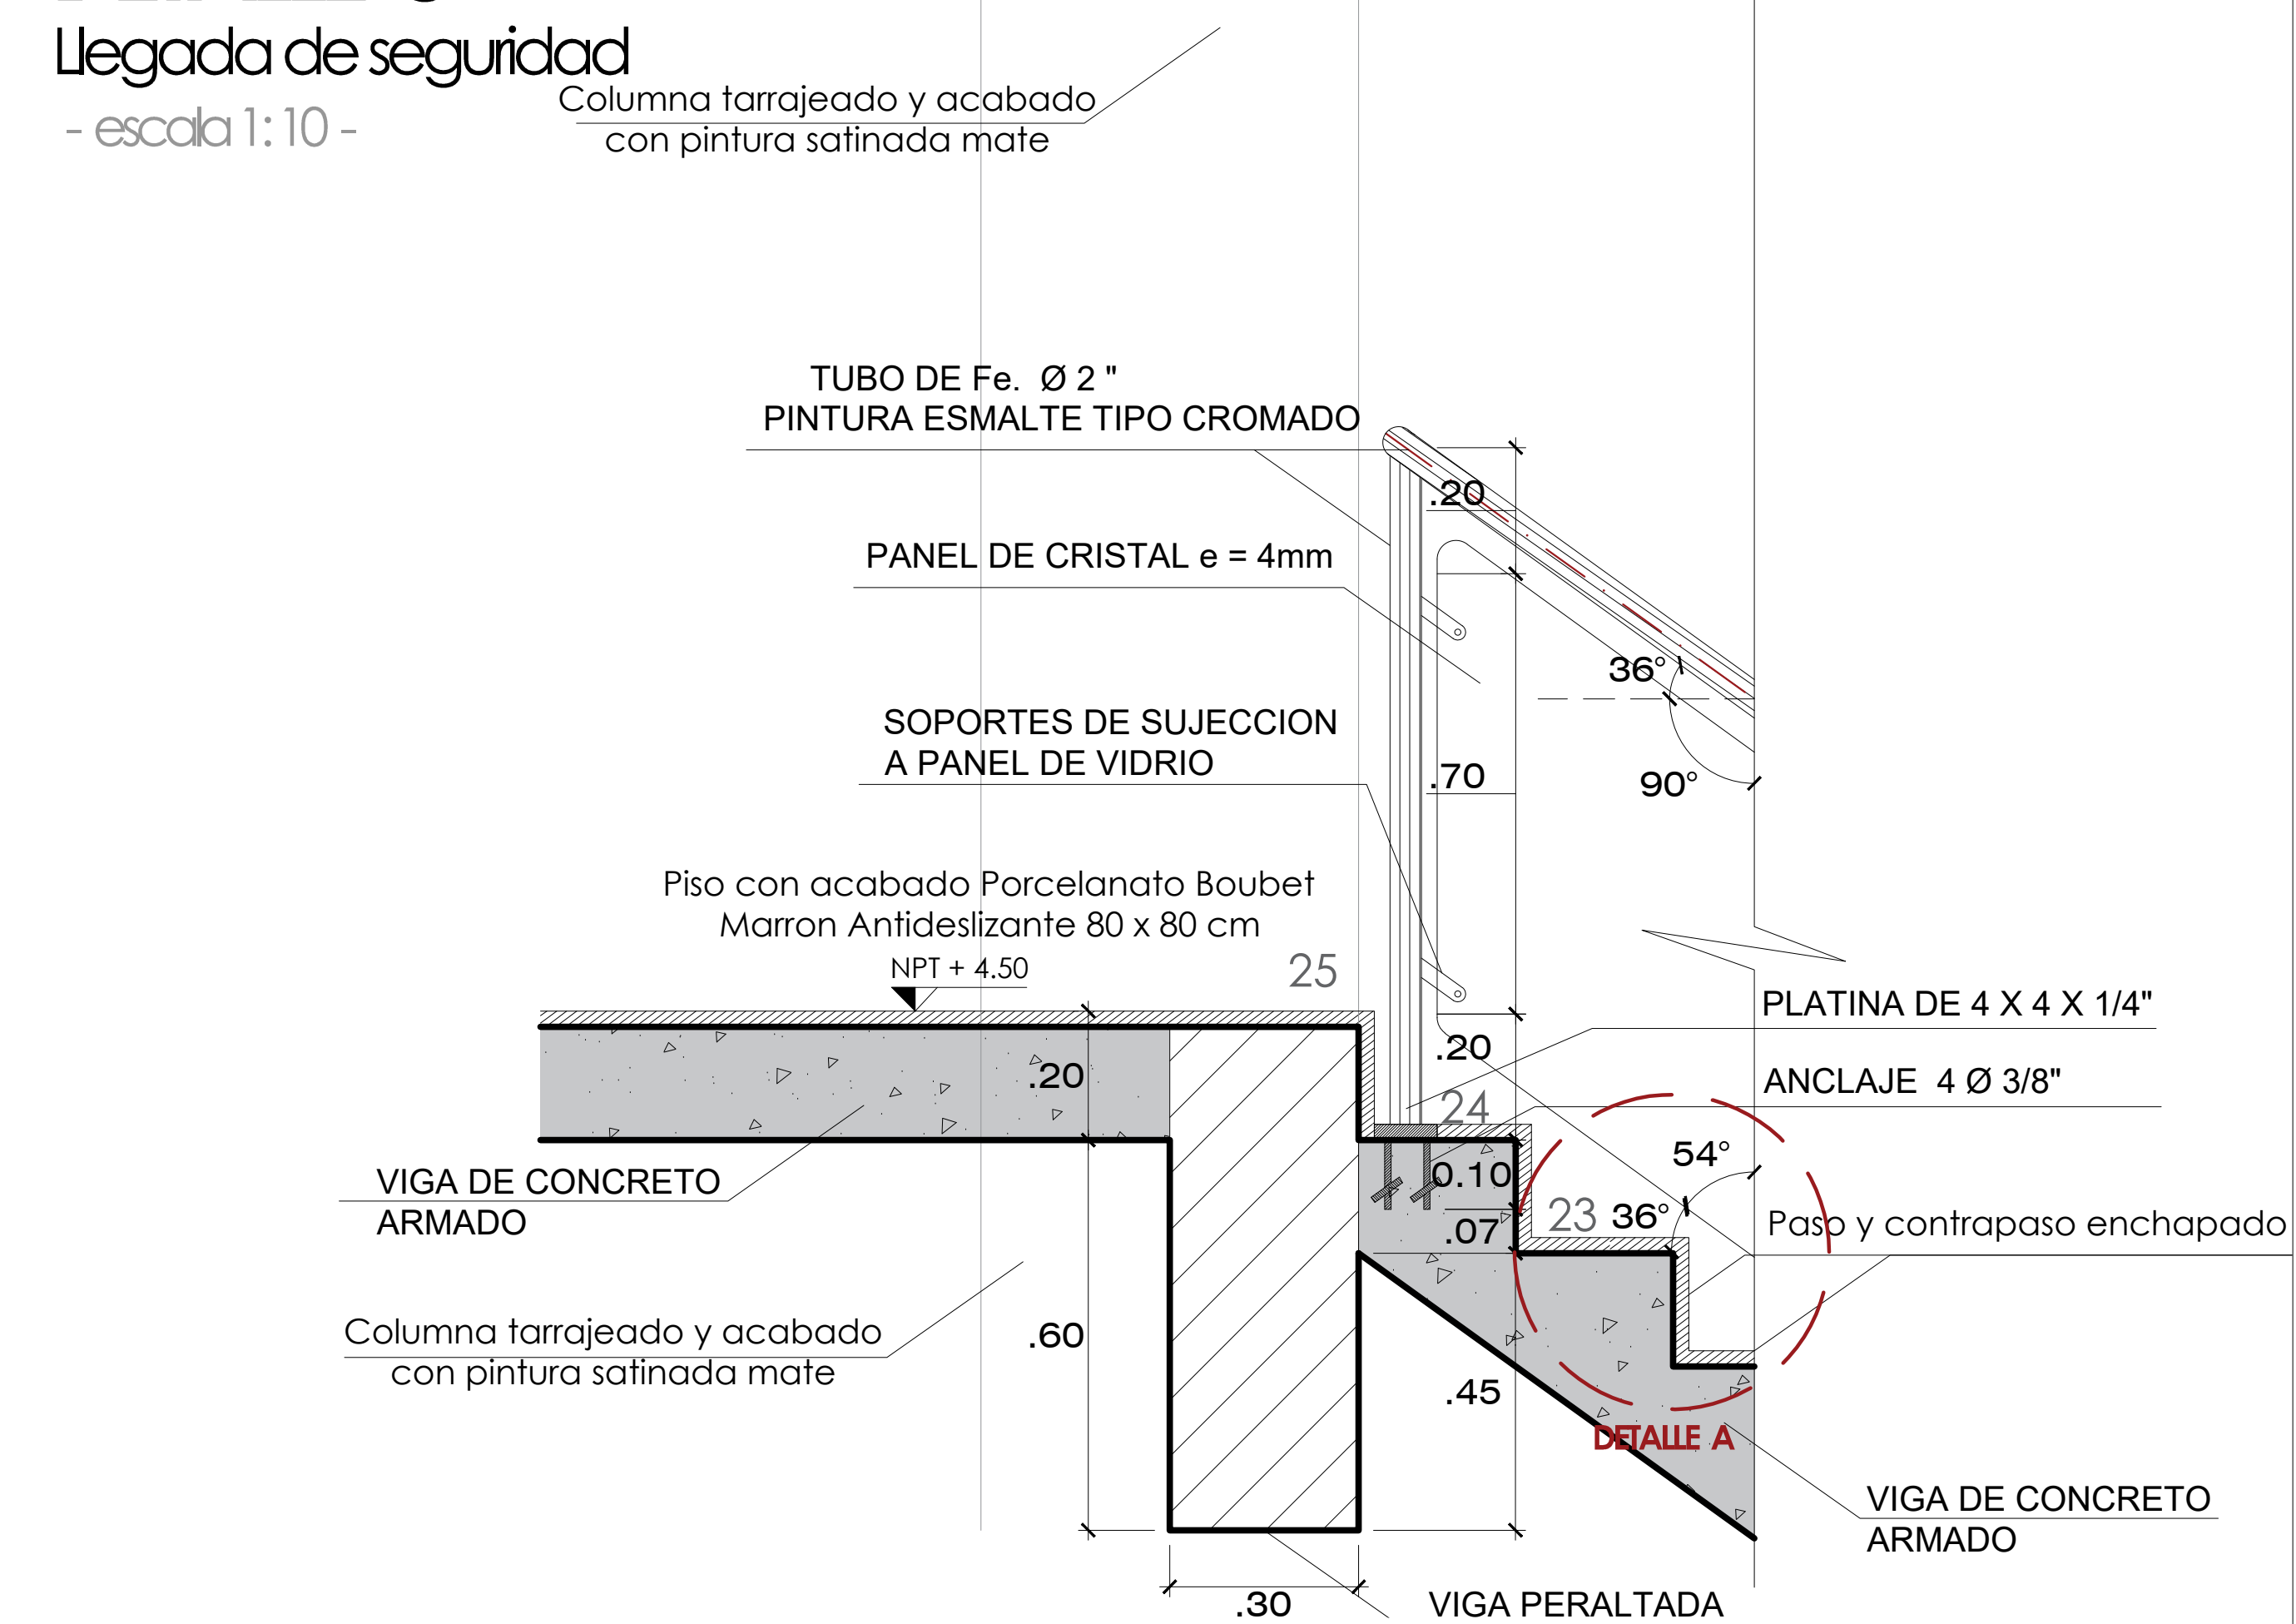 Llegada de seguridad
- escala 1:10 -
Columna tarrajeado y acabado
con pintura satinada mate
TUBO DE Fe.  Ø 2 "
PINTURA ESMALTE TIPO CROMADO
.20
PANEL DE CRISTAL e = 4mm
36°
SOPORTES DE SUJECCION
A PANEL DE VIDRIO
.70
90°
Piso con acabado Porcelanato Boubet
Marron Antideslizante 80 x 80 cm
NPT + 4.50
25
PLATINA DE 4 X 4 X 1/4"
.20
.20
ANCLAJE  4 Ø 3/8"
24
54°
0.10
VIGA DE CONCRETO
ARMADO
23
36°
Paso y contrapaso enchapado
.07
Columna tarrajeado y acabado
con pintura satinada mate
.60
.45
DETALLE A
VIGA DE CONCRETO
ARMADO
.30
VIGA PERALTADA